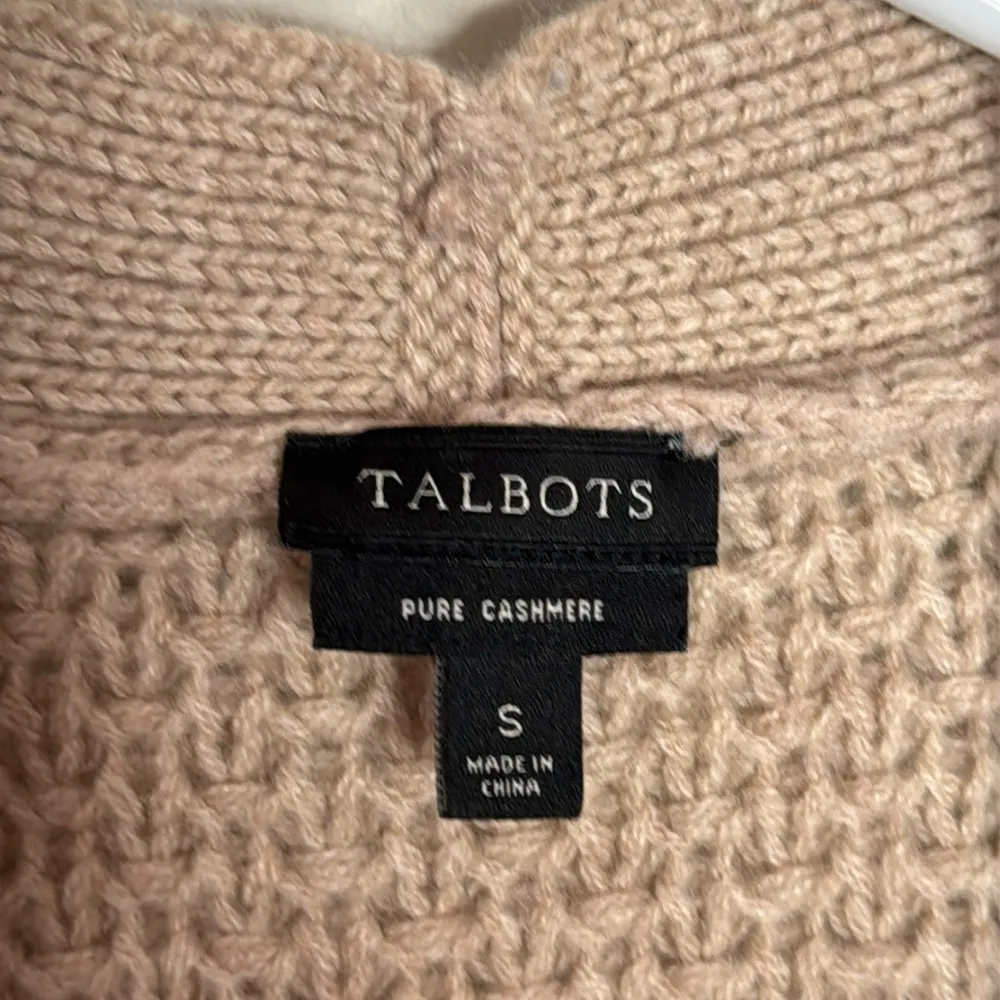 TALBOTS
PURE CASHMERE
S
MADE IN
CHINA